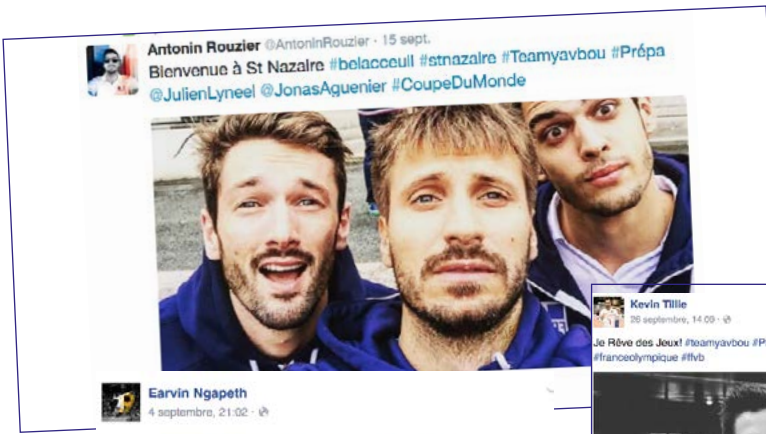 Antonin Rouzier @AntoninRouzier · 15 sept.
Bienvenue à St Nazaire #belacceuil #stnazaire #Teamyavbou #Prépa
@JulienLyneel @JonasAguenier #CoupeDuMonde
Kevin Tillie
26 septembre, 14:09 ·
Je Rêve des Jeux! #teamyavbou #P
#franceolympique #ffvb
Earvin Ngapeth
4 septembre, 21:02 ·